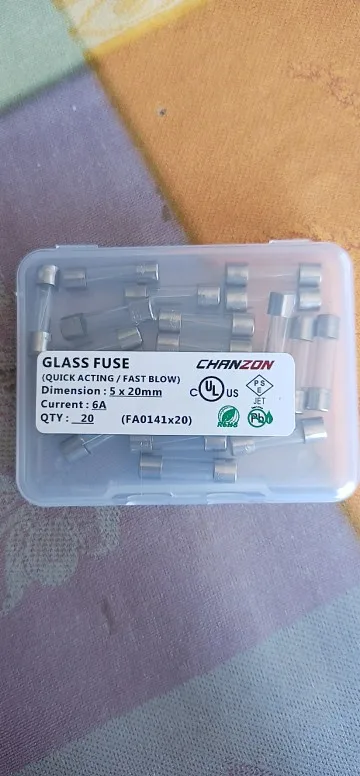 GLASS FUSE
CHANZON
(QUICK ACTING / FAST BLOW)
Dimension : 5 x 20mm
Current : 6A
QTY : 20 (FA0141x20)
C UL US
P S E
JET
RoHS
Pb